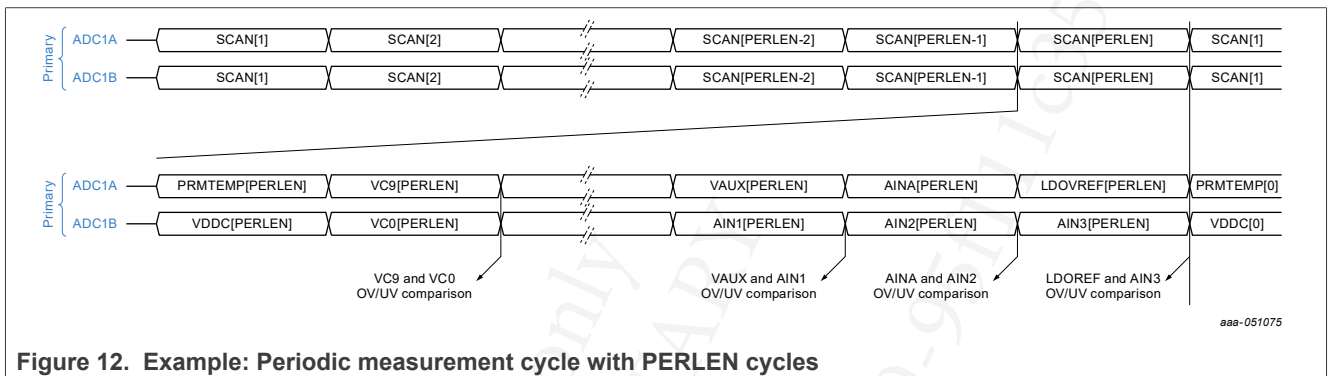 Primary
ADC1A SCAN[1] SCAN[2] SCAN[PERLEN-2] SCAN[PERLEN-1] SCAN[PERLEN] SCAN[1]
ADC1B SCAN[1] SCAN[2] SCAN[PERLEN-2] SCAN[PERLEN-1] SCAN[PERLEN] SCAN[1]
Primary
ADC1A PRMTEMP[PERLEN] VC9[PERLEN] VAUX[PERLEN] AINA[PERLEN] LDOVREF[PERLEN] PRMTEMP[0]
ADC1B VDDC[PERLEN] VC0[PERLEN] AIN1[PERLEN] AIN2[PERLEN] AIN3[PERLEN] VDDC[0]
VC9 and VC0 VAUX and AIN1 AINA and AIN2 LDOREF and AIN3
OV/UV comparison OV/UV comparison OV/UV comparison OV/UV comparison
aaa-051075
Figure 12. Example: Periodic measurement cycle with PERLEN cycles
only